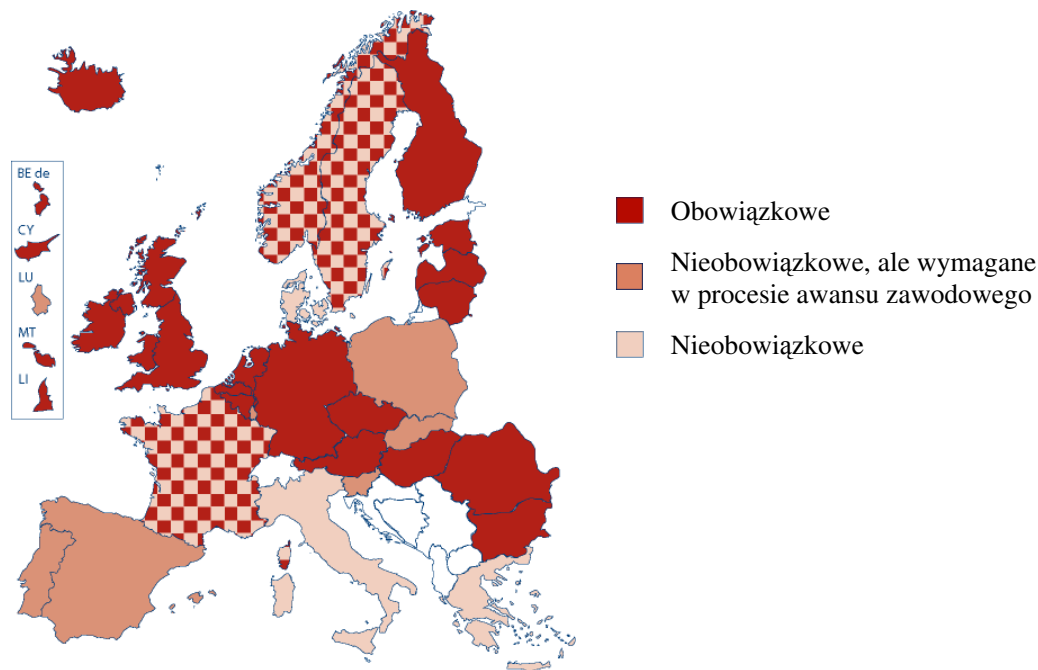 BE de
CY
LU
MT
LI
Obowiązkowe
Nieobowiązkowe, ale wymagane
w procesie awansu zawodowego
Nieobowiązkowe